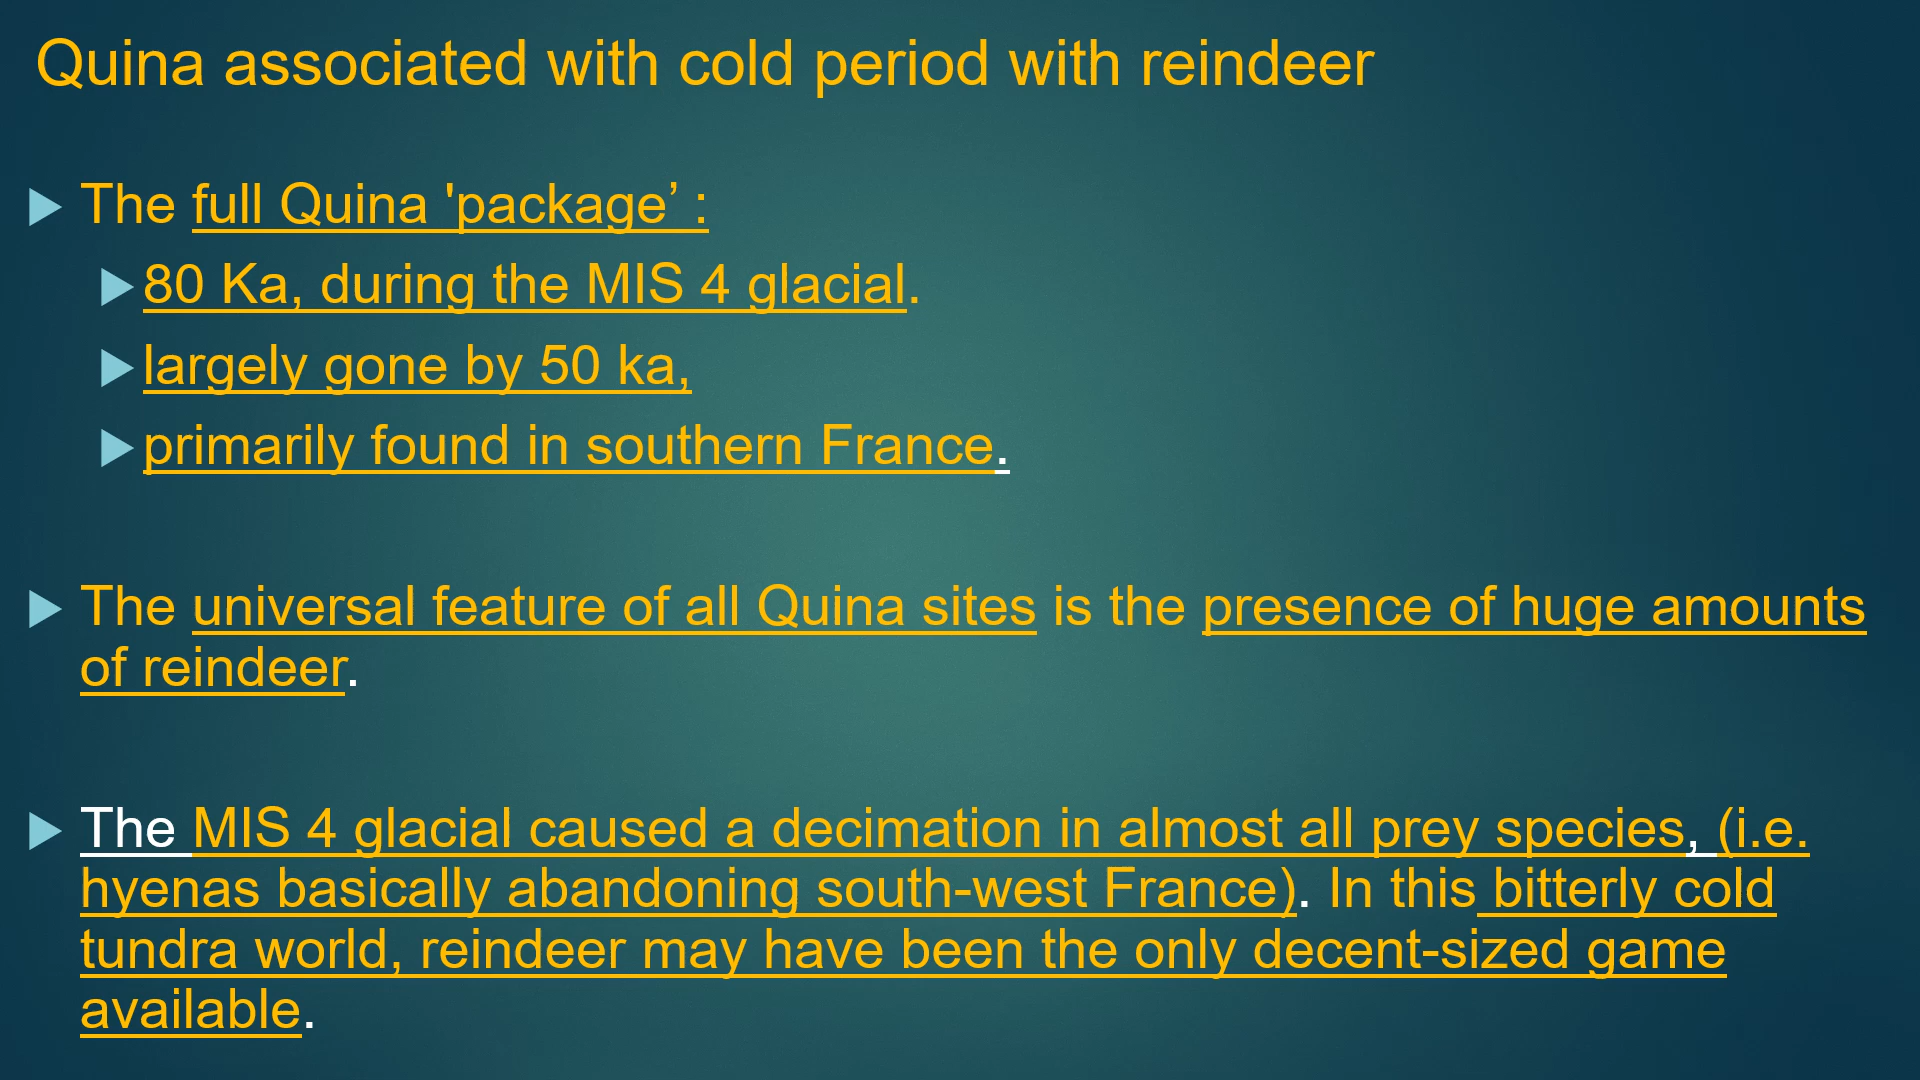 Quina associated with cold period with reindeer
The full Quina 'package’ :
80 Ka, during the MIS 4 glacial.
largely gone by 50 ka,
primarily found in southern France.
The universal feature of all Quina sites is the presence of huge amounts
of reindeer.
The MIS 4 glacial caused a decimation in almost all prey species, (i.e.
hyenas basically abandoning south-west France). In this bitterly cold
tundra world, reindeer may have been the only decent-sized game
available.